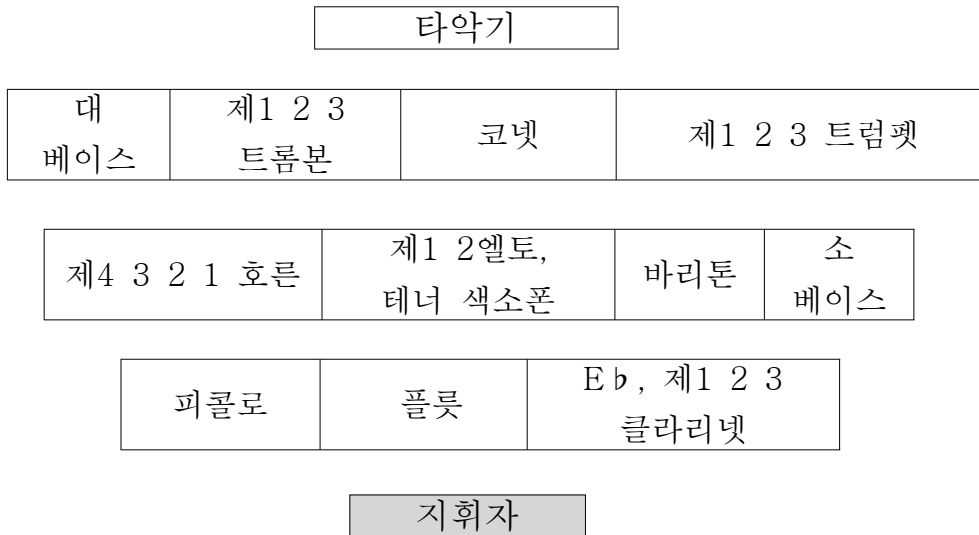 타악기
대
베이스
제1 2 3
트롬본
코넷
제1 2 3 트럼펫
제4 3 2 1 호른
제1 2엘토,
테너 색소폰
바리톤
소
베이스
피콜로
플룻
E♭, 제1 2 3
클라리넷
지휘자